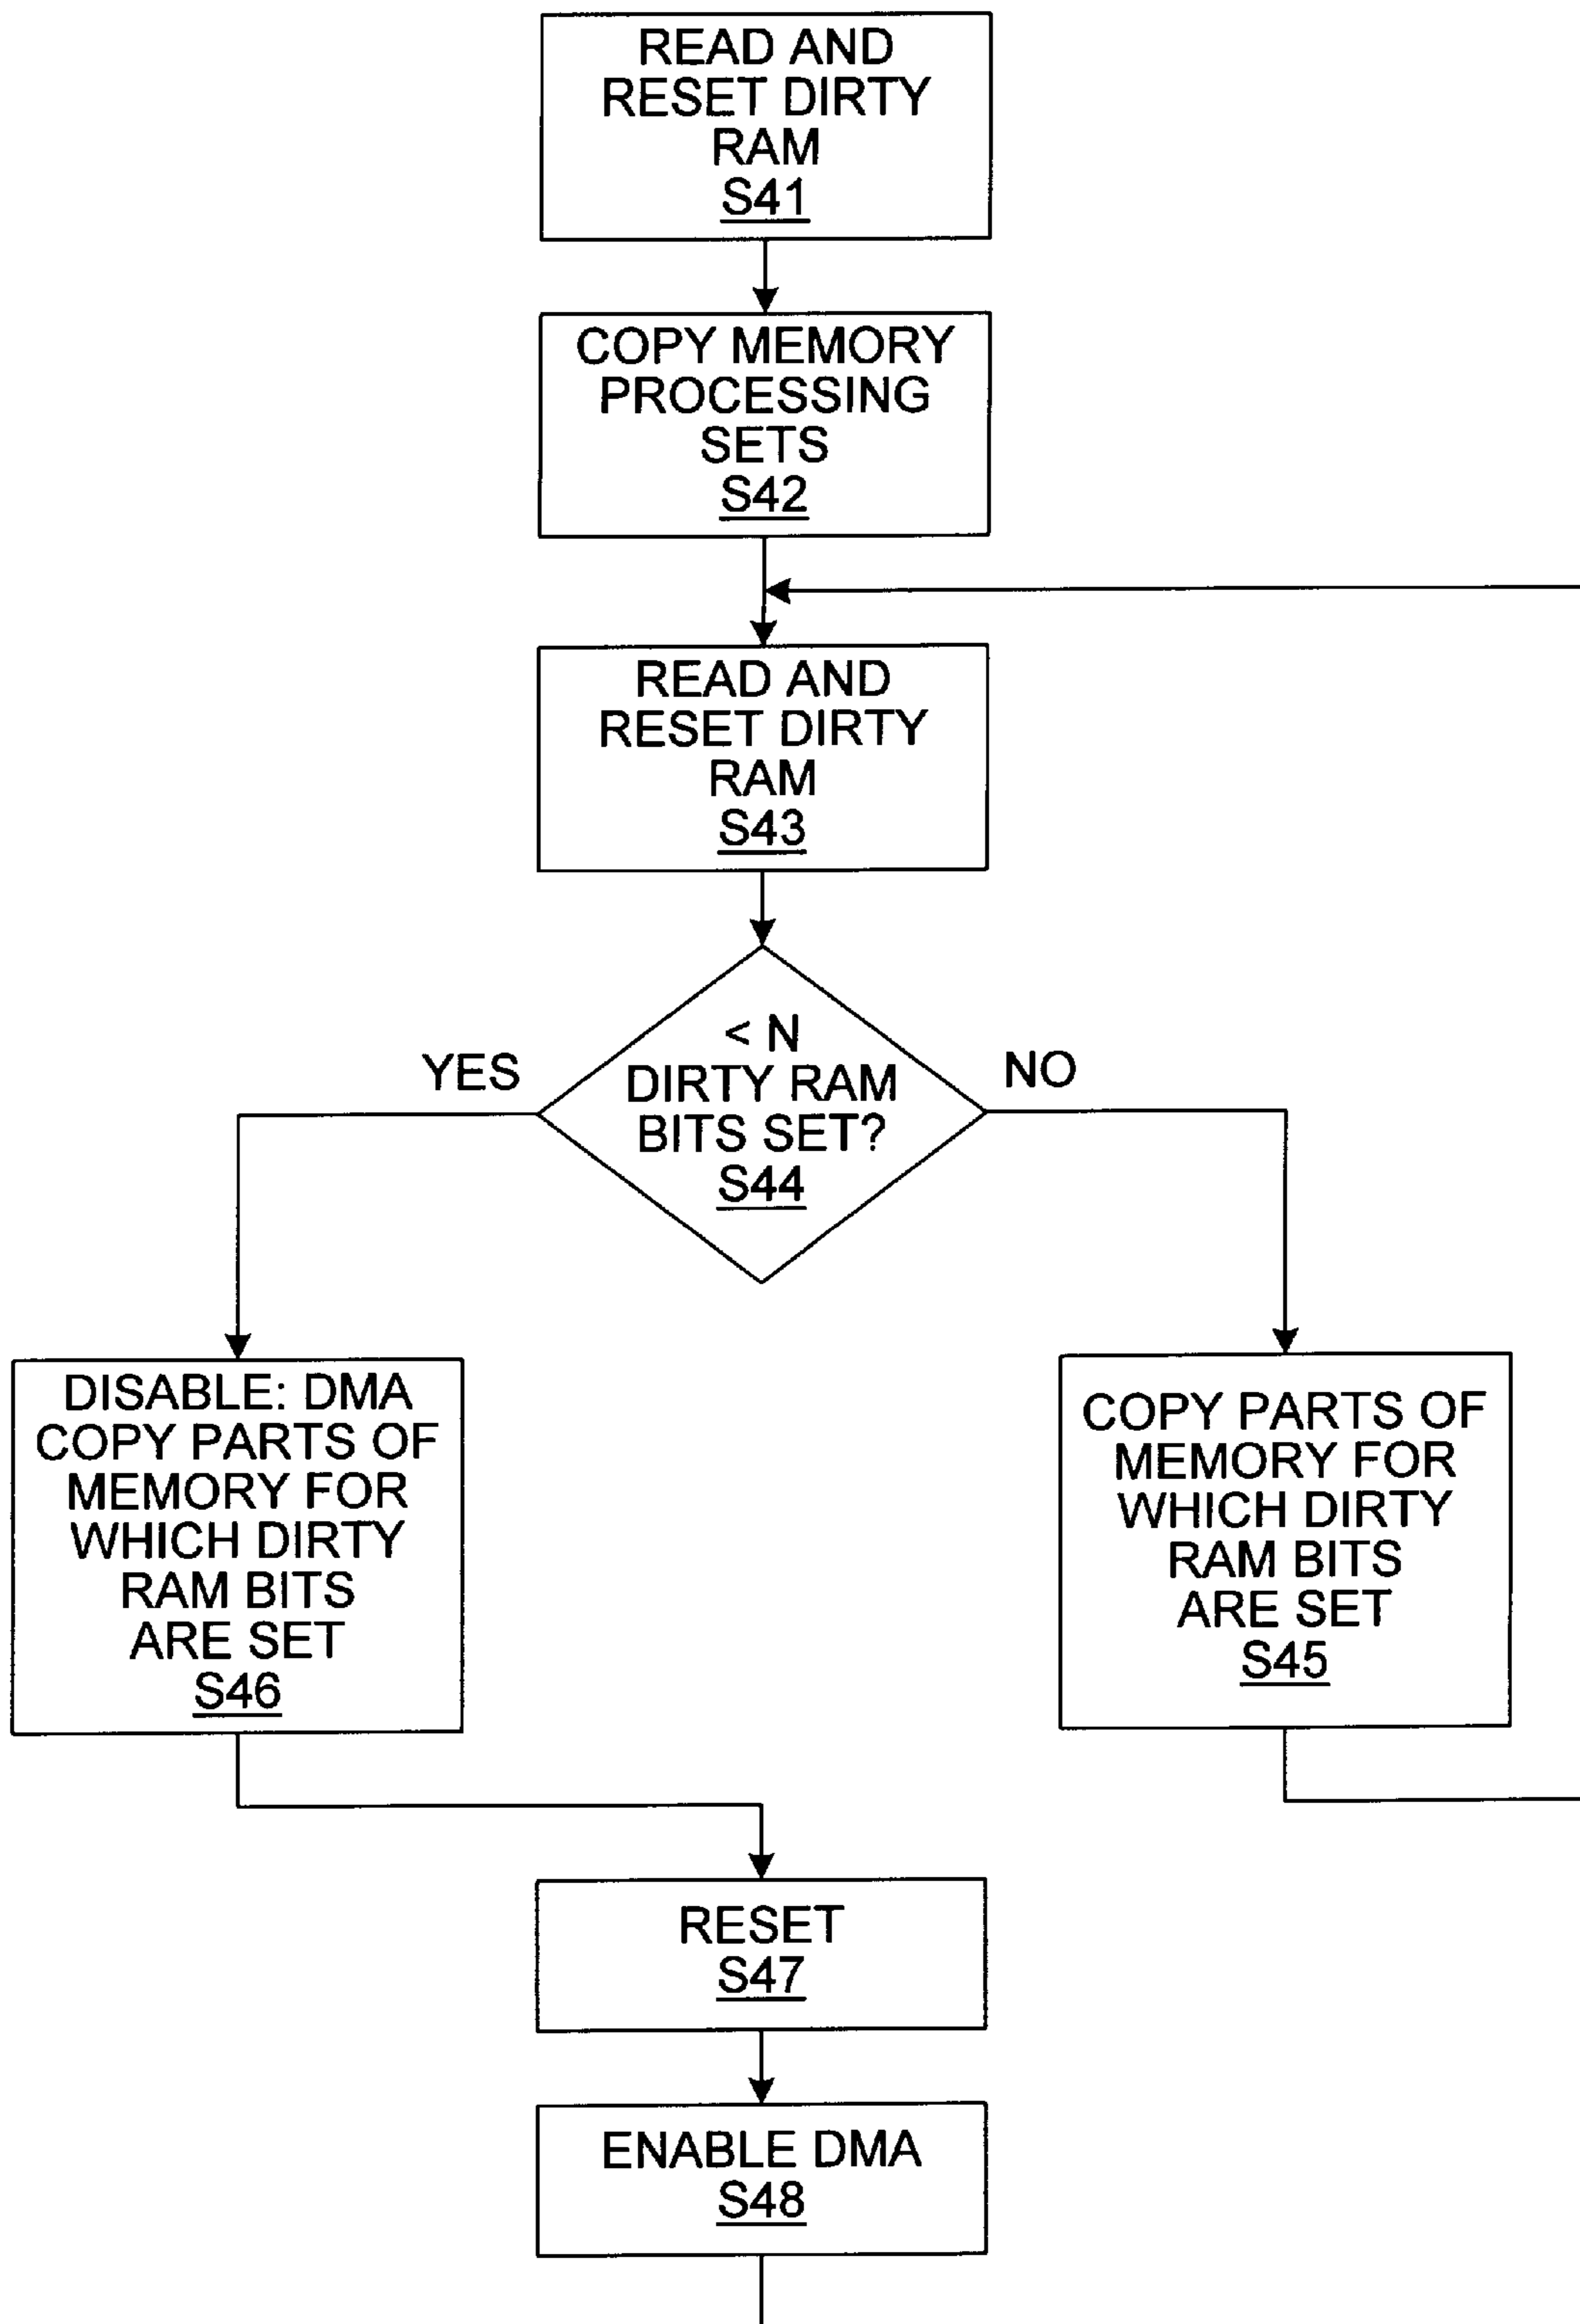 READ AND
RESET DIRTY
RAM
S41
COPY MEMORY
PROCESSING
SETS
S42
READ AND
RESET DIRTY
RAM
S43
< N
DIRTY RAM
BITS SET?
S44
YES
NO
DISABLE: DMA
COPY PARTS OF
MEMORY FOR
WHICH DIRTY
RAM BITS
ARE SET
S46
COPY PARTS OF
MEMORY FOR
WHICH DIRTY
RAM BITS
ARE SET
S45
RESET
S47
ENABLE DMA
S48